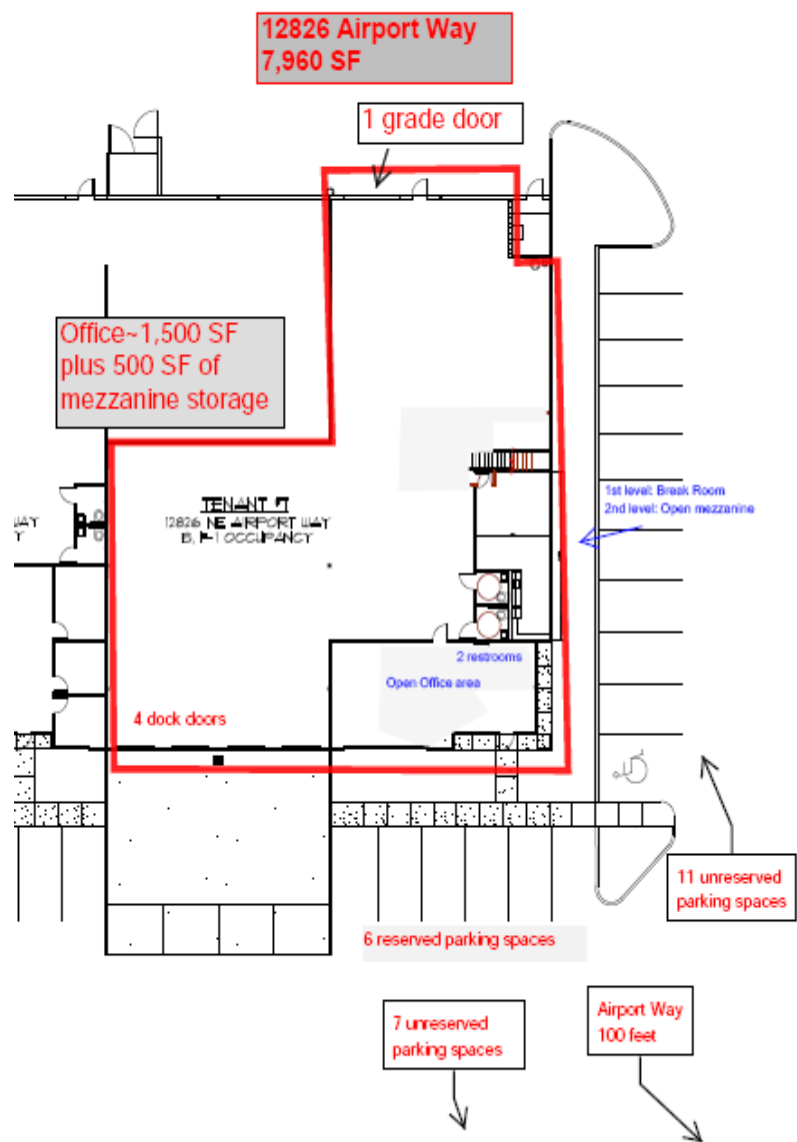 12826 Airport Way
7,960 SF
1 grade door
Office~1,500 SF
plus 500 SF of
mezzanine storage
TENANT #1
12826 NE AIRPORT WAY
B, F-1 OCCUPANCY
WAY
1st level: Break Room
2nd level: Open mezzanine
2 restrooms
Open Office area
4 dock doors
11 unreserved
parking spaces
6 reserved parking spaces
7 unreserved
parking spaces
Airport Way
100 feet